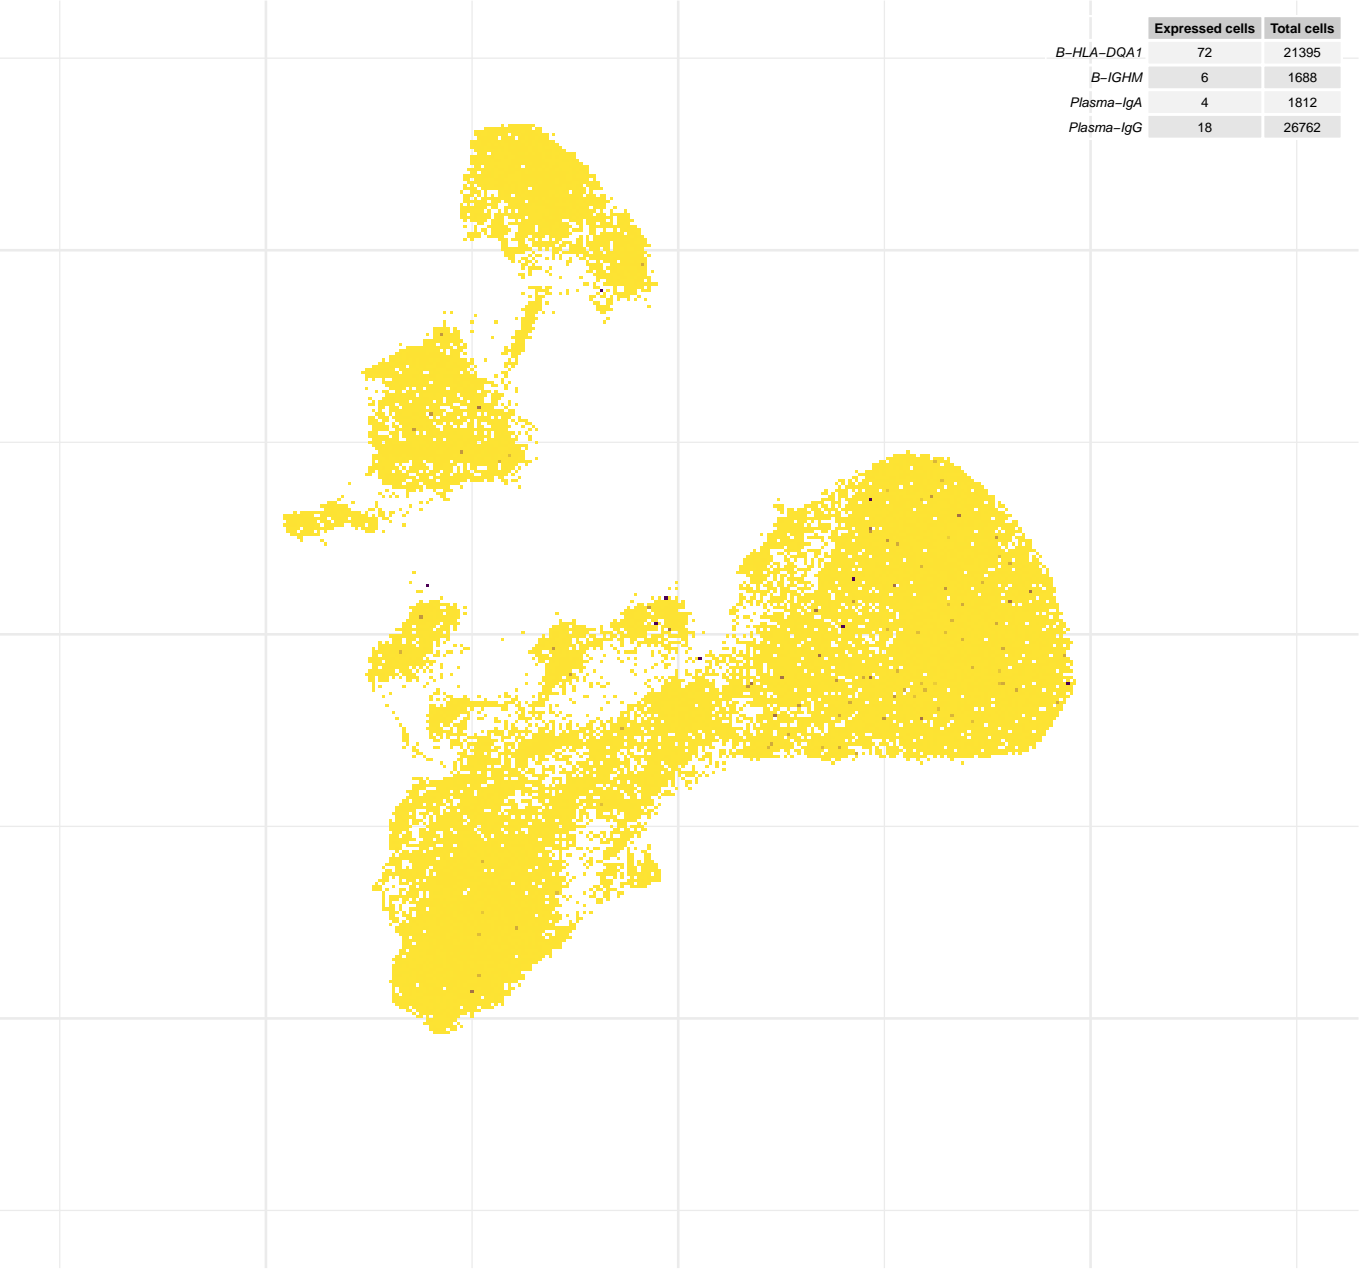 Expressed cells Total cells
B−HLA−DQA1 72 21395
B−IGHM 6 1688
Plasma−IgA 4 1812
Plasma−IgG 18 26762